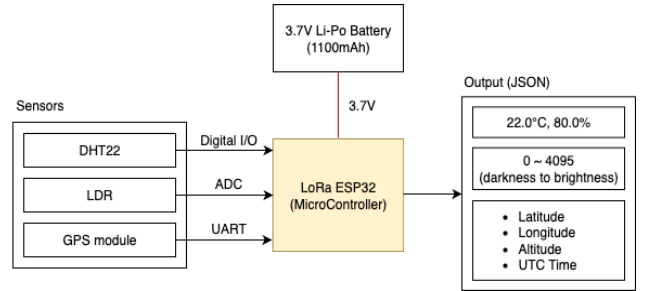 3.7V Li-Po Battery
(1100mAh)
3.7V
Sensors
DHT22
LDR
GPS module
Digital I/O
ADC
UART
LoRa ESP32
(MicroController)
Output (JSON)
22.0°C, 80.0%
0 ~ 4095
(darkness to brightness)
• Latitude
• Longitude
• Altitude
• UTC Time